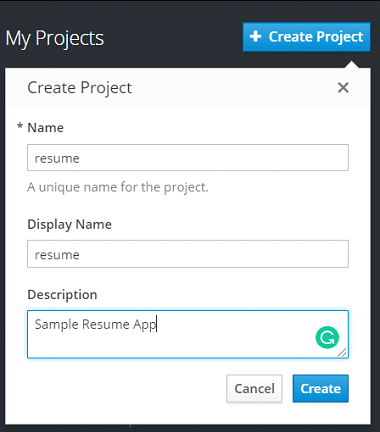 My Projects
+ Create Project
Create Project
* Name
resume
A unique name for the project.
Display Name
resume
Description
Sample Resume App
Cancel
Create